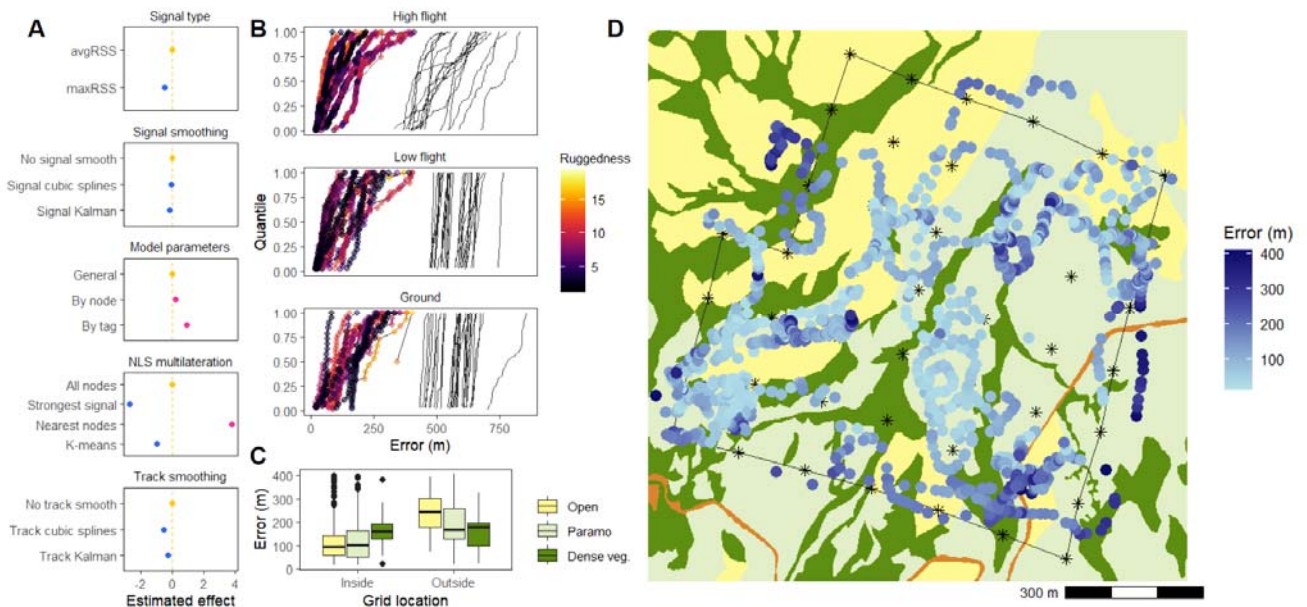 A
Signal type
avgRSS
maxRSS
Signal smoothing
No signal smooth
Signal cubic splines
Signal Kalman
Model parameters
General
By node
By tag
NLS multilateration
All nodes
Strongest signal
Nearest nodes
K-means
Track smoothing
No track smooth
Track cubic splines
Track Kalman
-2 0 2 4
Estimated effect
B
High flight
1.00
0.75
0.50
0.25
0.00
Low flight
1.00
0.75
0.50
0.25
0.00
Ground
1.00
0.75
0.50
0.25
0.00
Quantile
0 250 500 750
Error (m)
Ruggedness
15
10
5
C
400
300
200
100
0
Error (m)
Inside Outside
Grid location
Open
Paramo
Dense veg.
D
Error (m)
400
300
200
100
300 m